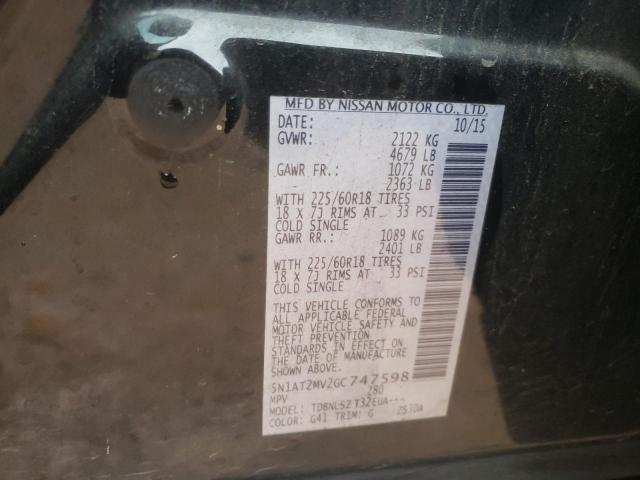 MFD BY NISSAN MOTOR CO., LTD.
DATE: 10/15
GVWR: 2122 KG
4679 LB
GAWR FR.: 1072 KG
2363 LB
WITH 225/60R18 TIRES
18 X 7J RIMS AT 33 PSI
COLD SINGLE
GAWR RR.: 1089 KG
2401 LB
WITH 225/60R18 TIRES
18 X 7J RIMS AT 33 PSI
COLD SINGLE
THIS VEHICLE CONFORMS TO
ALL APPLICABLE FEDERAL
MOTOR VEHICLE SAFETY AND
THEFT PREVENTION
STANDARDS IN EFFECT ON
THE DATE OF MANUFACTURE
SHOWN ABOVE.
5N1AT2MV2GC747598
MPV 280
MODEL:
COLOR: G41 TRIM: G 2530A